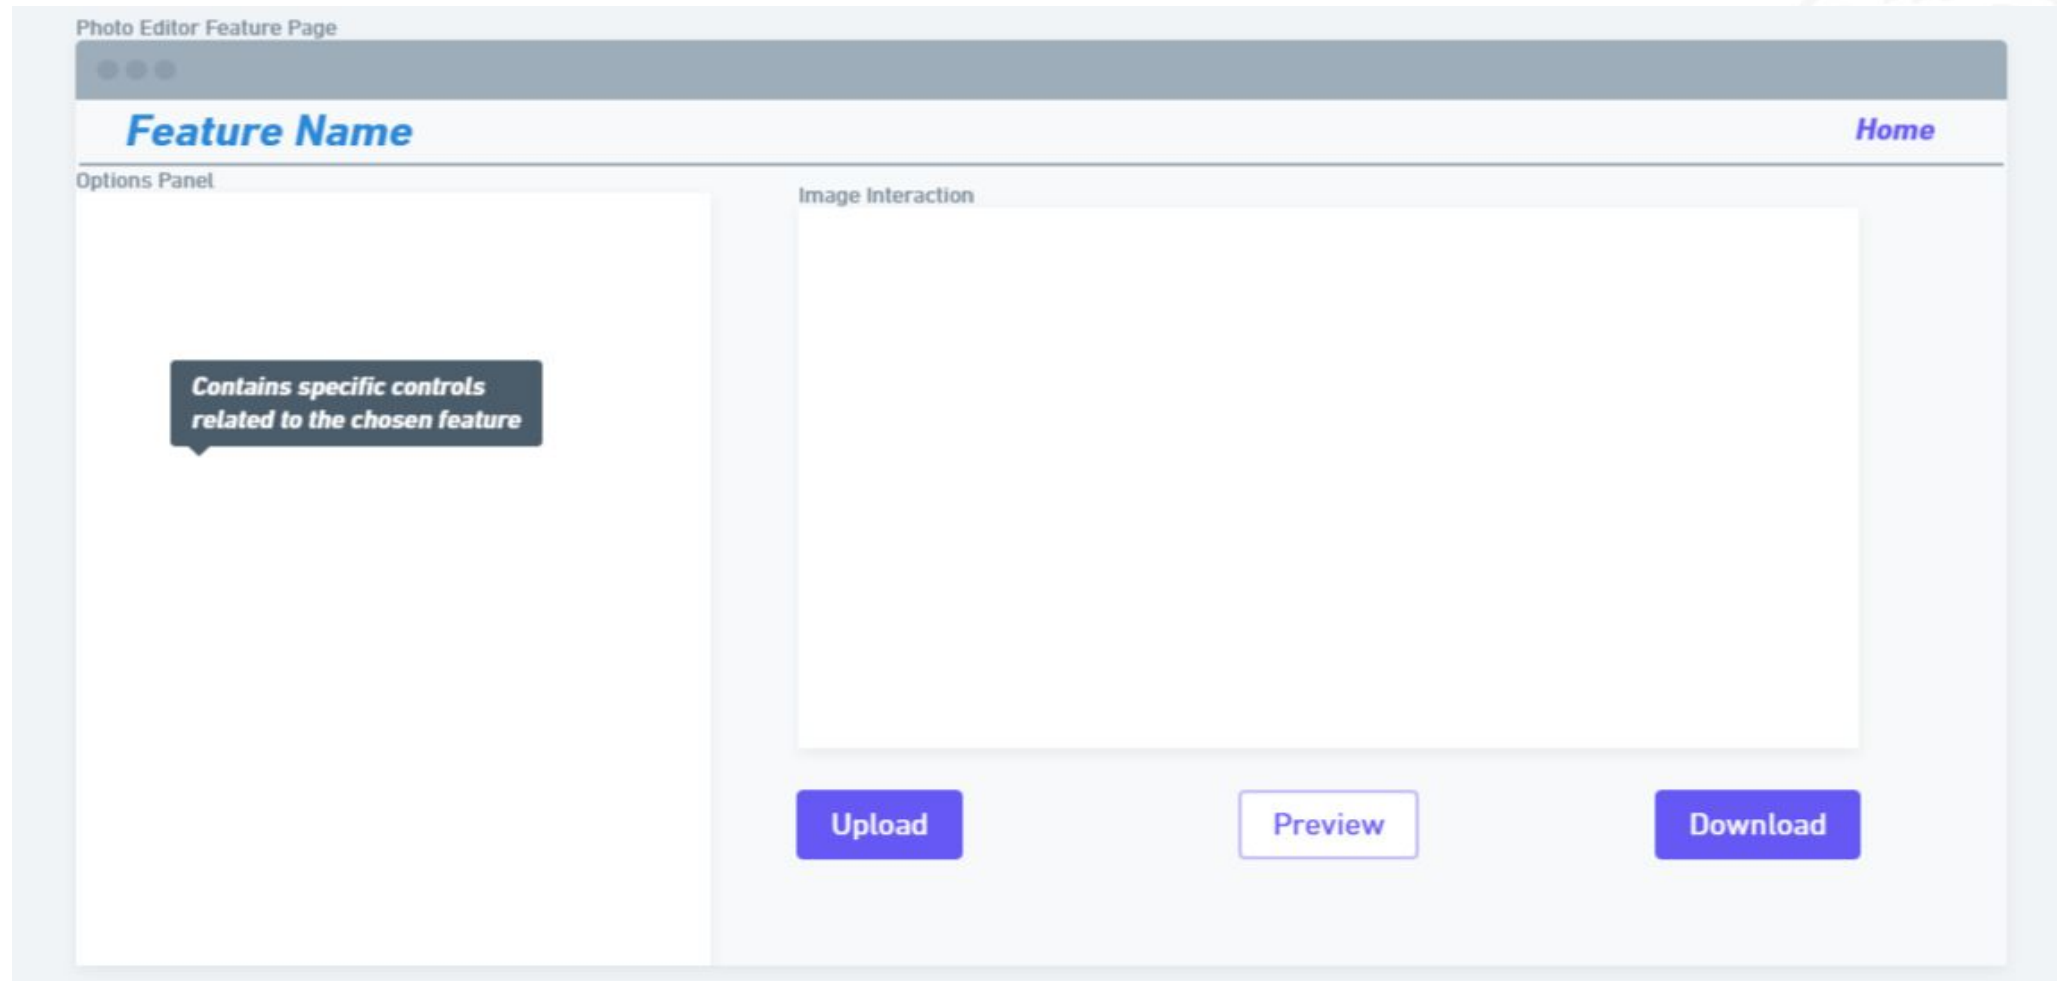 Photo Editor Feature Page
Feature Name
Home
Options Panel
Image Interaction
Contains specific controls
related to the chosen feature
Upload
Preview
Download